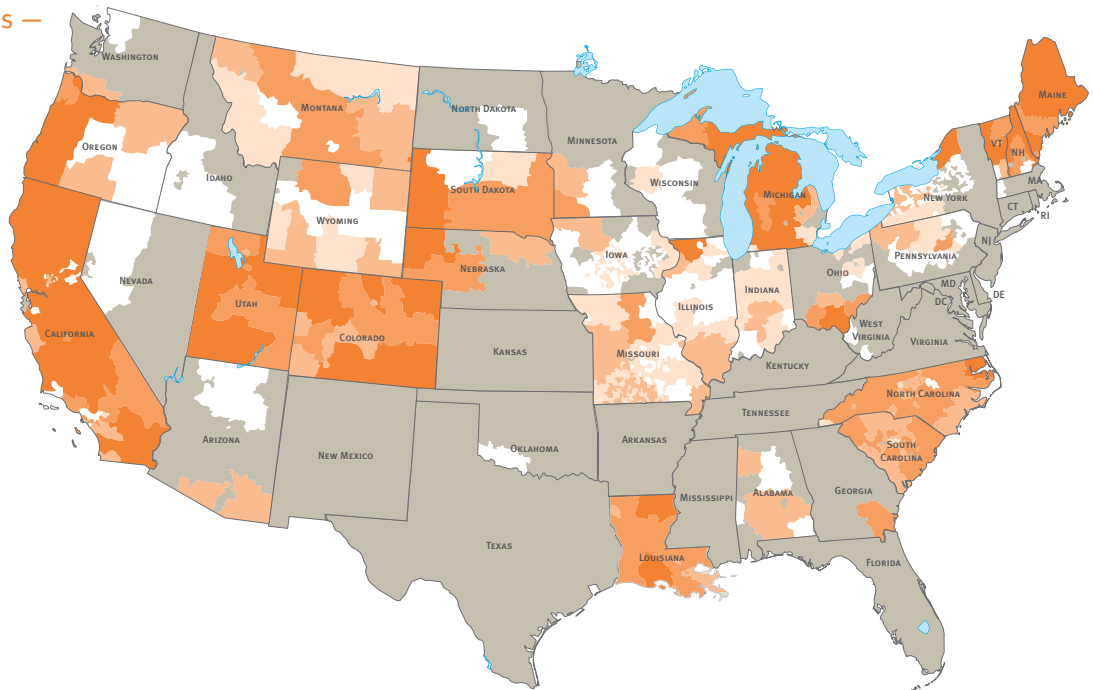 S —
WASHINGTON
MONTANA
NORTH DAKOTA
MINNESOTA
MAINE
OREGON
IDAHO
WYOMING
SOUTH DAKOTA
WISCONSIN
MICHIGAN
VT
NH
NEW YORK
MA
CT
RI
NEVADA
UTAH
COLORADO
NEBRASKA
IOWA
ILLINOIS
INDIANA
OHIO
PENNSYLVANIA
NJ
MD
DE
DC
CALIFORNIA
KANSAS
MISSOURI
KENTUCKY
WEST
VIRGINIA
VIRGINIA
ARIZONA
NEW MEXICO
OKLAHOMA
ARKANSAS
TENNESSEE
NORTH CAROLINA
SOUTH
CAROLINA
TEXAS
LOUISIANA
MISSISSIPPI
ALABAMA
GEORGIA
FLORIDA